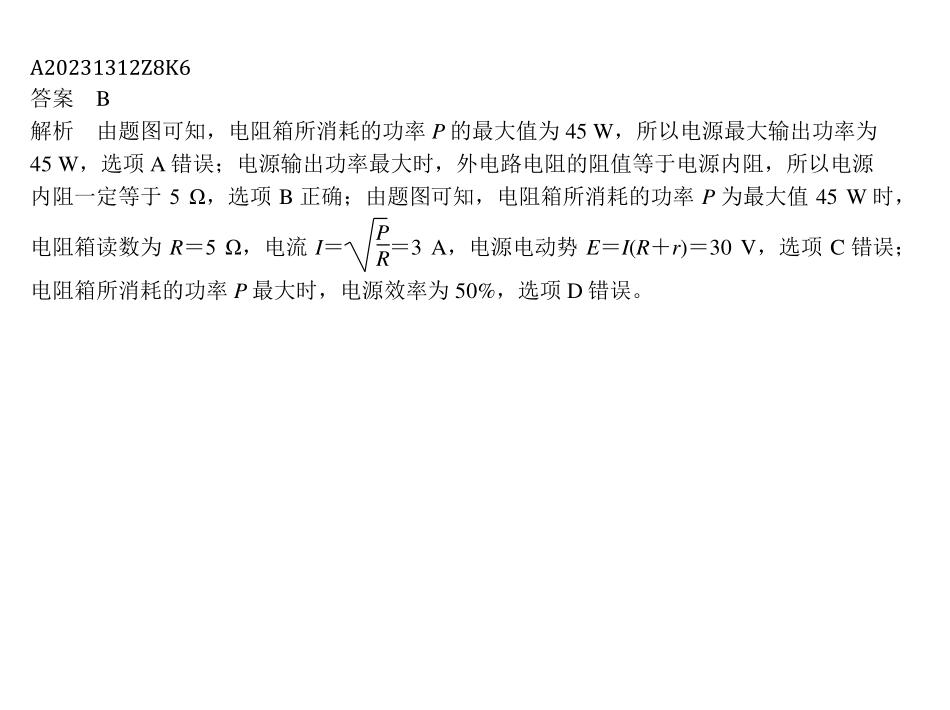 A20231312Z8K6
答案 B
解析 由题图可知，电阻箱所消耗的功率 P 的最大值为 45 W，所以电源最大输出功率为
45 W，选项 A 错误；电源输出功率最大时，外电路电阻的阻值等于电源内阻，所以电源
内阻一定等于 5 Ω，选项 B 正确；由题图可知，电阻箱所消耗的功率 P 为最大值 45 W 时，
电阻箱读数为 R＝5 Ω，电流 I＝√(P/R)＝3 A，电源电动势 E＝I(R＋r)＝30 V，选项 C 错误；
电阻箱所消耗的功率 P 最大时，电源效率为 50%，选项 D 错误。